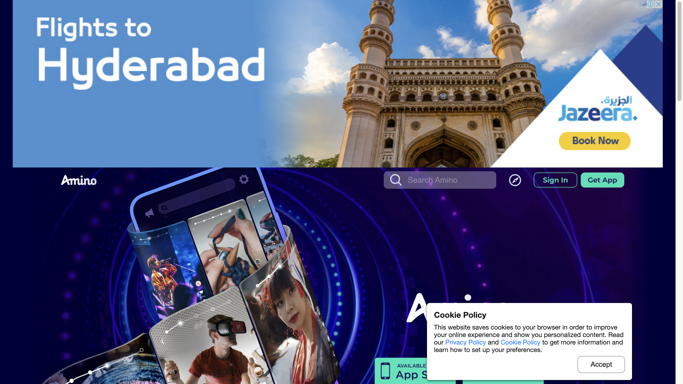 Flights to
Hyderabad
الجزيرة.
Jazeera.
Book Now
Amino
Search Amino
Sign In
Get App
Cookie Policy
This website saves cookies to your browser in order to improve
your online experience and show you personalized content. Read
our Privacy Policy and Cookie Policy to get more information and
learn how to set up your preferences.
Accept
AVAILABLE
App S